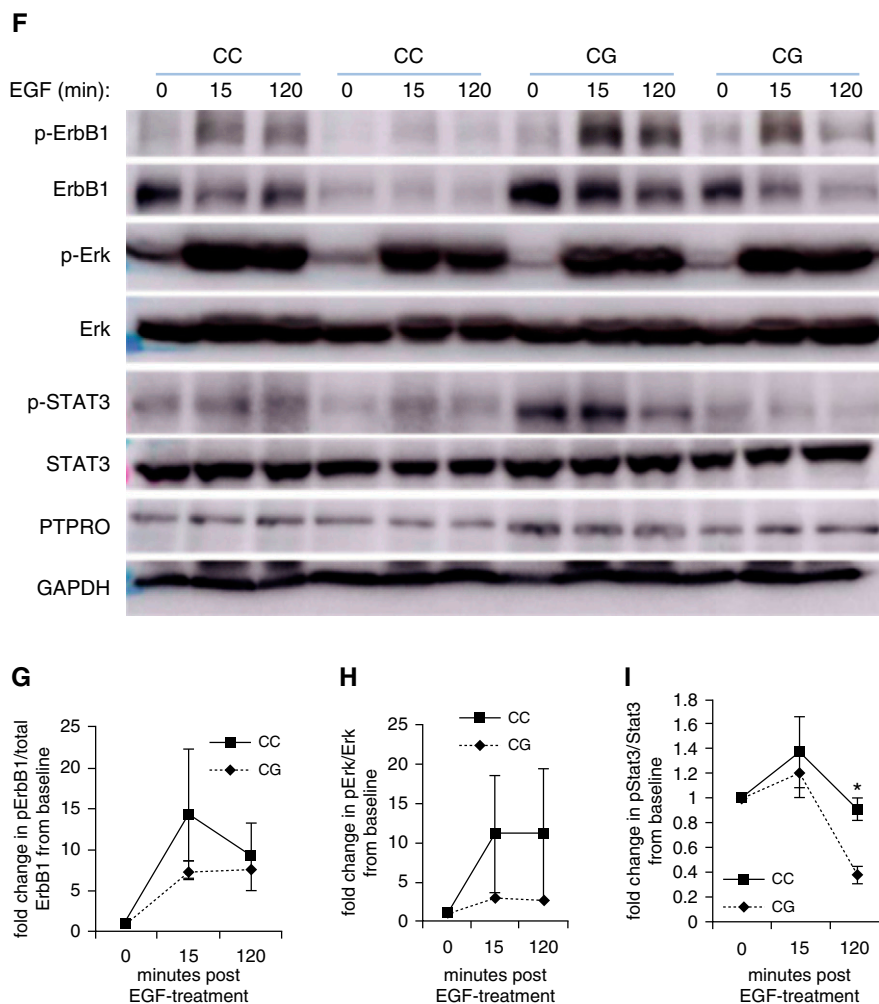 F
CC CC CG CG
EGF (min): 0 15 120 0 15 120 0 15 120 0 15 120
p-ErbB1
ErbB1
p-Erk
Erk
p-STAT3
STAT3
PTPRO
GAPDH
G
fold change in pErbB1/total
ErbB1 from baseline
25
20
15
10
5
0
CC
CG
0 15 120
minutes post
EGF-treatment
H
fold change in pErk/Erk
from baseline
25
20
15
10
5
0
CC
CG
0 15 120
minutes post
EGF-treatment
I
fold change in pStat3/Stat3
from baseline
1.8
1.6
1.4
1.2
1
0.8
0.6
0.4
0.2
0
*
CC
CG
0 15 120
minutes post
EGF-treatment